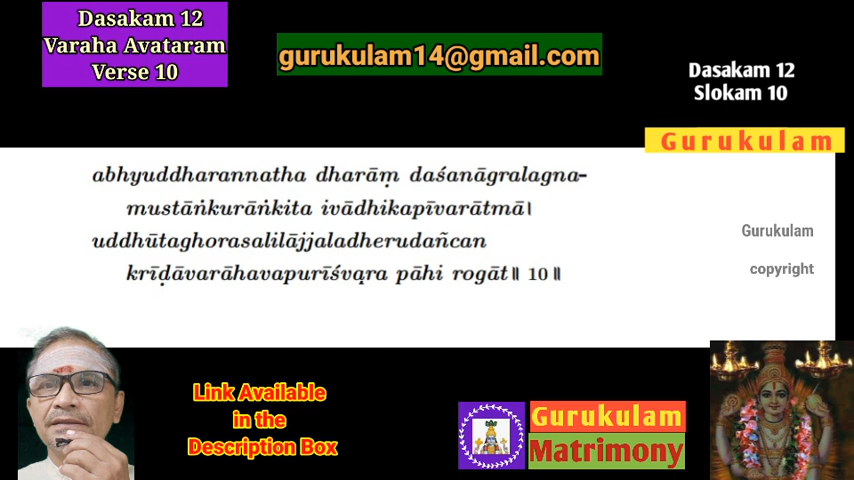 Dasakam 12
Varaha Avataram
Verse 10
gurukulam14@gmail.com
Dasakam 12
Slokam 10
Gurukulam
abhyuddharannatha dharāṃ daśanāgralagna-
mustāṅkurāṅkita ivādhikapīvarātmā।
uddhūtaghorasalilājjaladherudañcan
krīḍāvarāhavapurīśvạra pāhi rogāt॥ 10॥
Gurukulam
copyright
Link Available
in the
Description Box
Gurukulam
Matrimony